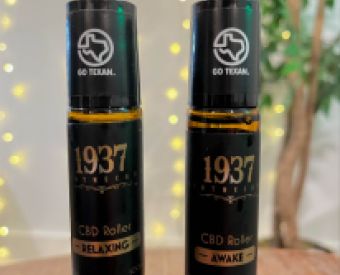 GO TEXAN.
1937
CBD Roller
RELAXING
GO TEXAN.
1937
CBD Roller
AWAKE